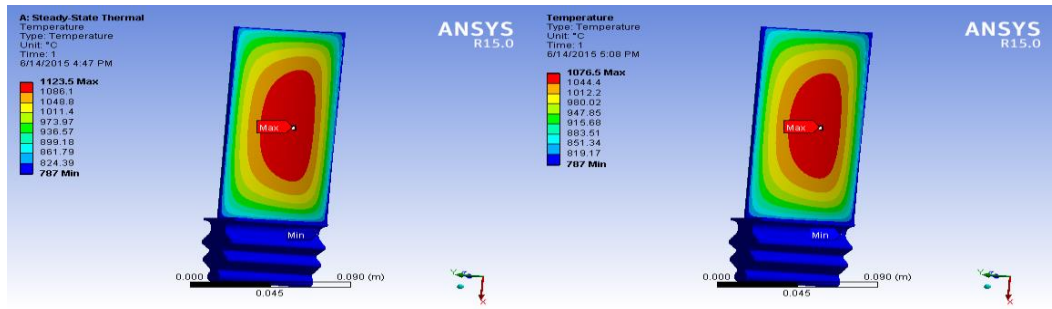 A: Steady-State Thermal
Temperature
Type: Temperature
Unit: °C
Time: 1
6/14/2015 4:47 PM
1123.5 Max
1086.1
1048.8
1011.4
973.97
936.57
899.18
861.79
824.39
787 Min
ANSYS
R15.0
Max
Min
0.000
0.090 (m)
0.045
Y
X
Temperature
Type: Temperature
Unit: °C
Time: 1
6/14/2015 5:08 PM
1076.5 Max
1044.4
1012.2
980.02
947.85
915.68
883.51
851.34
819.17
787 Min
ANSYS
R15.0
Max
Min
0.000
0.090 (m)
0.045
Y
X